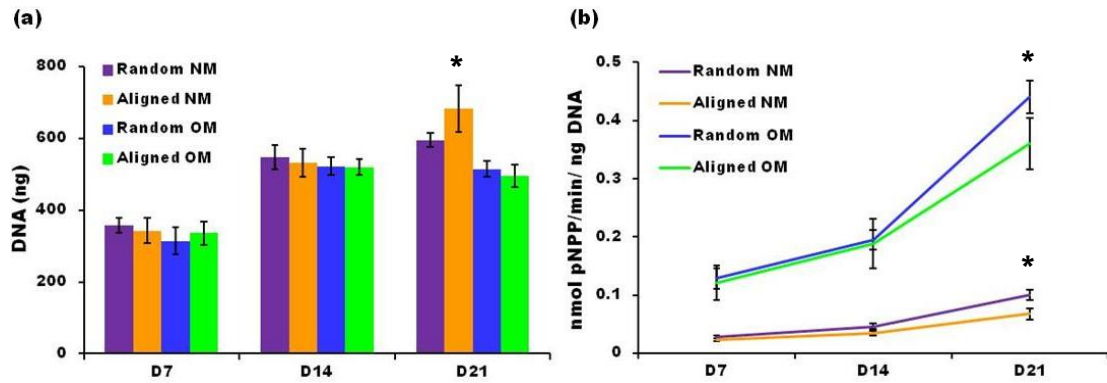 (a)
DNA (ng)
800
600
400
200
0
Random NM
Aligned NM
Random OM
Aligned OM
*
D7
D14
D21
(b)
nmol pNPP/min/ ng DNA
0.5
0.4
0.3
0.2
0.1
0
Random NM
Aligned NM
Random OM
Aligned OM
*
*
D7
D14
D21